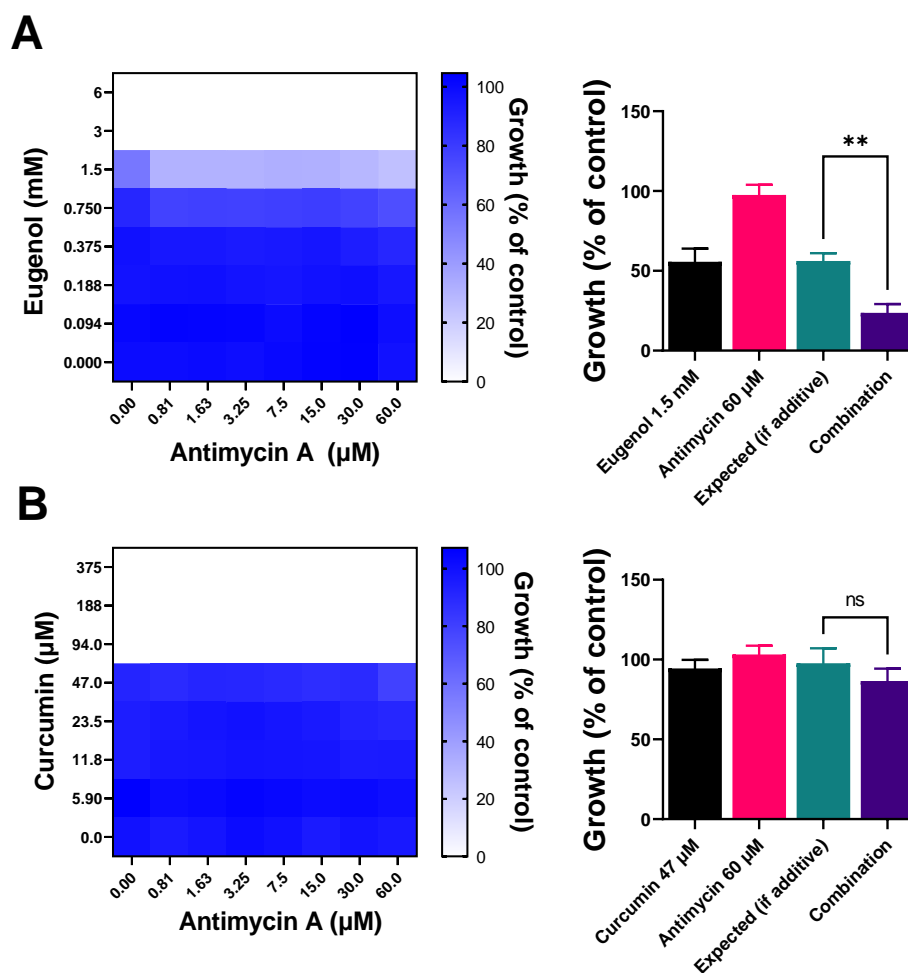 A
Eugenol (mM)
6
3
1.5
0.750
0.375
0.188
0.094
0.000
0.00 0.81 1.63 3.25 7.5 15.0 30.0 60.0
Antimycin A (µM)
100
80
60
40
20
0
Growth (% of control)
Growth (% of control)
150
100
50
0
**
Eugenol 1.5 mM
Antimycin 60 µM
Expected (if additive)
Combination
B
Curcumin (µM)
375
188
94.0
47.0
23.5
11.8
5.90
0.0
0.00 0.81 1.63 3.25 7.5 15.0 30.0 60.0
Antimycin A (µM)
100
80
60
40
20
0
Growth (% of control)
Growth (% of control)
150
100
50
0
ns
Curcumin 47 µM
Antimycin 60 µM
Expected (if additive)
Combination